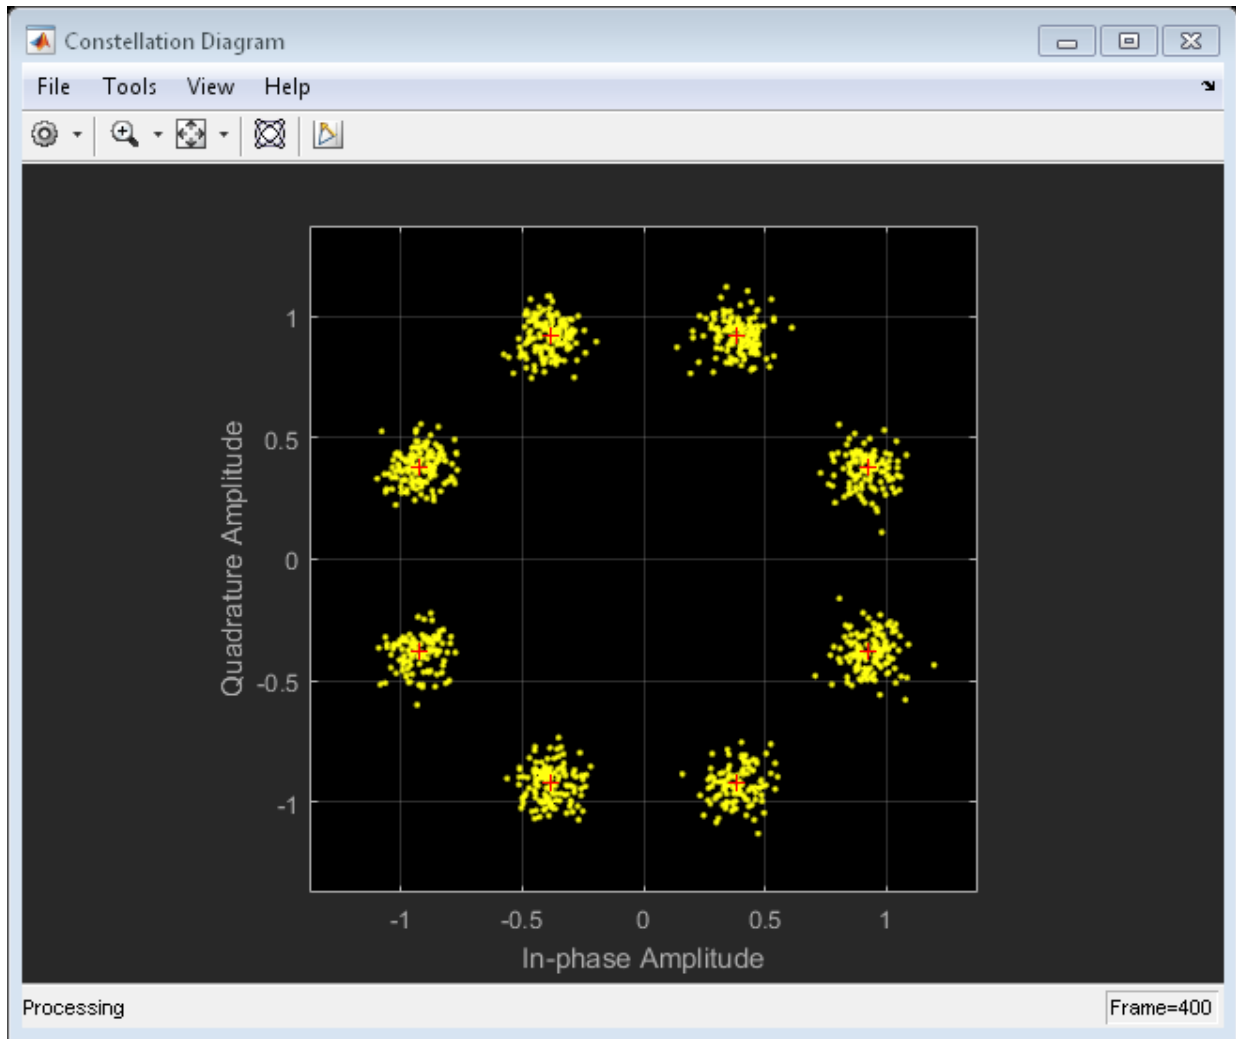 Constellation Diagram
File Tools View Help
1
0.5
0
-0.5
-1
Quadrature Amplitude
-1 -0.5 0 0.5 1
In-phase Amplitude
Processing Frame=400